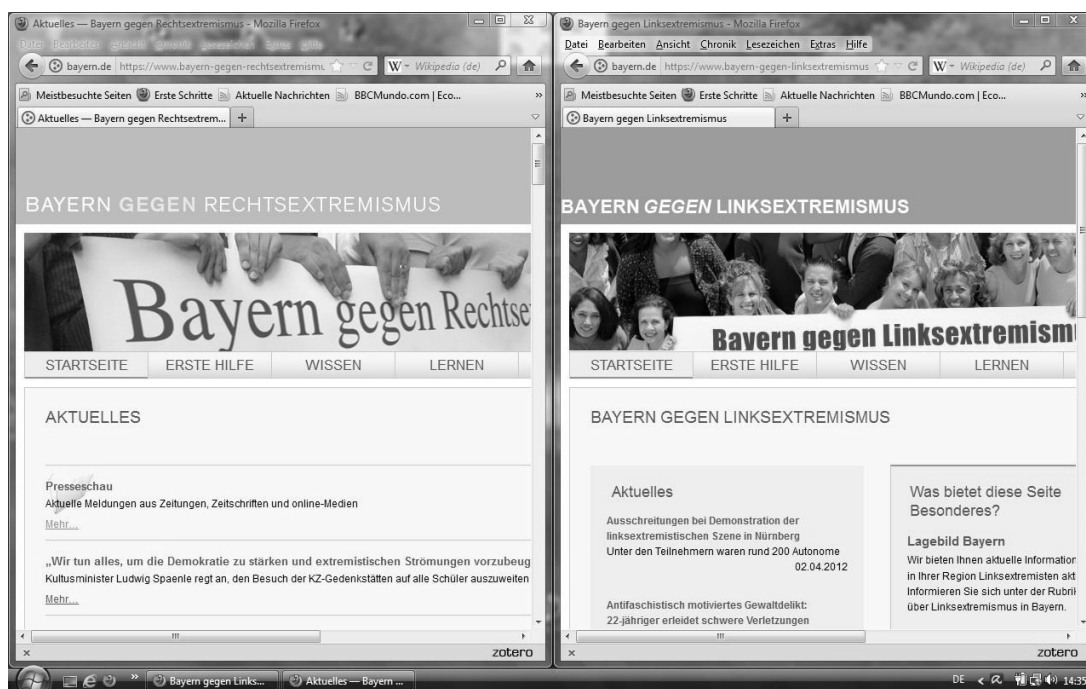 Aktuelles — Bayern gegen Rechtsextremismus - Mozilla Firefox
Datei Bearbeiten Ansicht Chronik Lesezeichen Extras Hilfe
bayern.de https://www.bayern-gegen-rechtsextremismu
W Wikipedia (de)
Meistbesuchte Seiten Erste Schritte Aktuelle Nachrichten BBCMundo.com | Eco... »
Aktuelles — Bayern gegen Rechtsextrem... +
BAYERN GEGEN RECHTSEXTREMISMUS
Bayern gegen Rechtse
STARTSEITE ERSTE HILFE WISSEN LERNEN
AKTUELLES
Presseschau
Aktuelle Meldungen aus Zeitungen, Zeitschriften und online-Medien
Mehr...
„Wir tun alles, um die Demokratie zu stärken und extremistischen Strömungen vorzubeug
Kultusminister Ludwig Spaenle regt an, den Besuch der KZ-Gedenkstätten auf alle Schüler auszuweiten
Mehr...
× zotero
Bayern gegen Linksextremismus - Mozilla Firefox
Datei Bearbeiten Ansicht Chronik Lesezeichen Extras Hilfe
bayern.de https://www.bayern-gegen-linksextremismus
W Wikipedia (de)
Meistbesuchte Seiten Erste Schritte Aktuelle Nachrichten BBCMundo.com | Eco... »
Bayern gegen Linksextremismus +
BAYERN GEGEN LINKSEXTREMISMUS
Bayern gegen Linksextremism
STARTSEITE ERSTE HILFE WISSEN LERNEN
BAYERN GEGEN LINKSEXTREMISMUS
Aktuelles
Ausschreitungen bei Demonstration der
linksextremistischen Szene in Nürnberg
Unter den Teilnehmern waren rund 200 Autonome
02.04.2012
Antifaschistisch motiviertes Gewaltdelikt:
22-jähriger erleidet schwere Verletzungen
Was bietet diese Seite
Besonderes?
Lagebild Bayern
Wir bieten Ihnen aktuelle Information
in Ihrer Region Linksextremisten akt
Informieren Sie sich unter der Rubri
über Linksextremismus in Bayern.
× zotero
» Bayern gegen Links... Aktuelles — Bayern ... DE 14:35